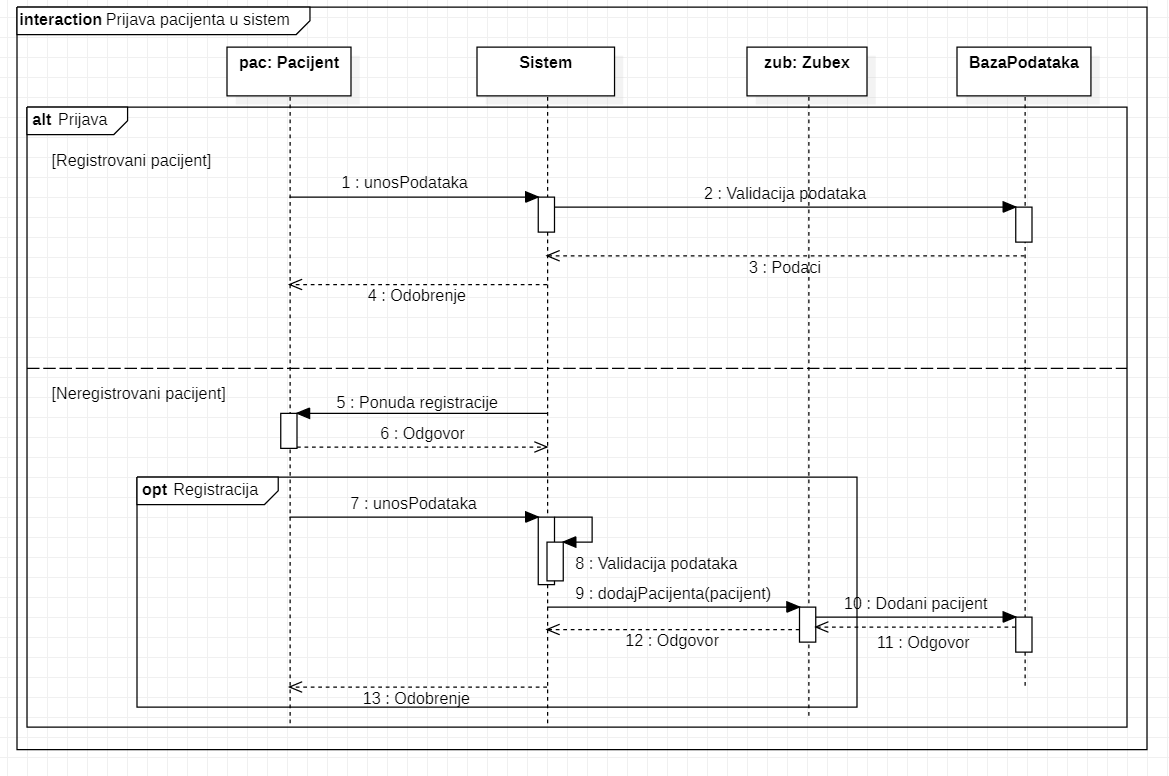 interaction Prijava pacijenta u sistem
pac: Pacijent
Sistem
zub: Zubex
BazaPodataka
alt Prijava
[Registrovani pacijent]
1 : unosPodataka
2 : Validacija podataka
3 : Podaci
4 : Odobrenje
[Neregistrovani pacijent]
5 : Ponuda registracije
6 : Odgovor
opt Registracija
7 : unosPodataka
8 : Validacija podataka
9 : dodajPacijenta(pacijent)
10 : Dodani pacijent
12 : Odgovor
11 : Odgovor
13 : Odobrenje